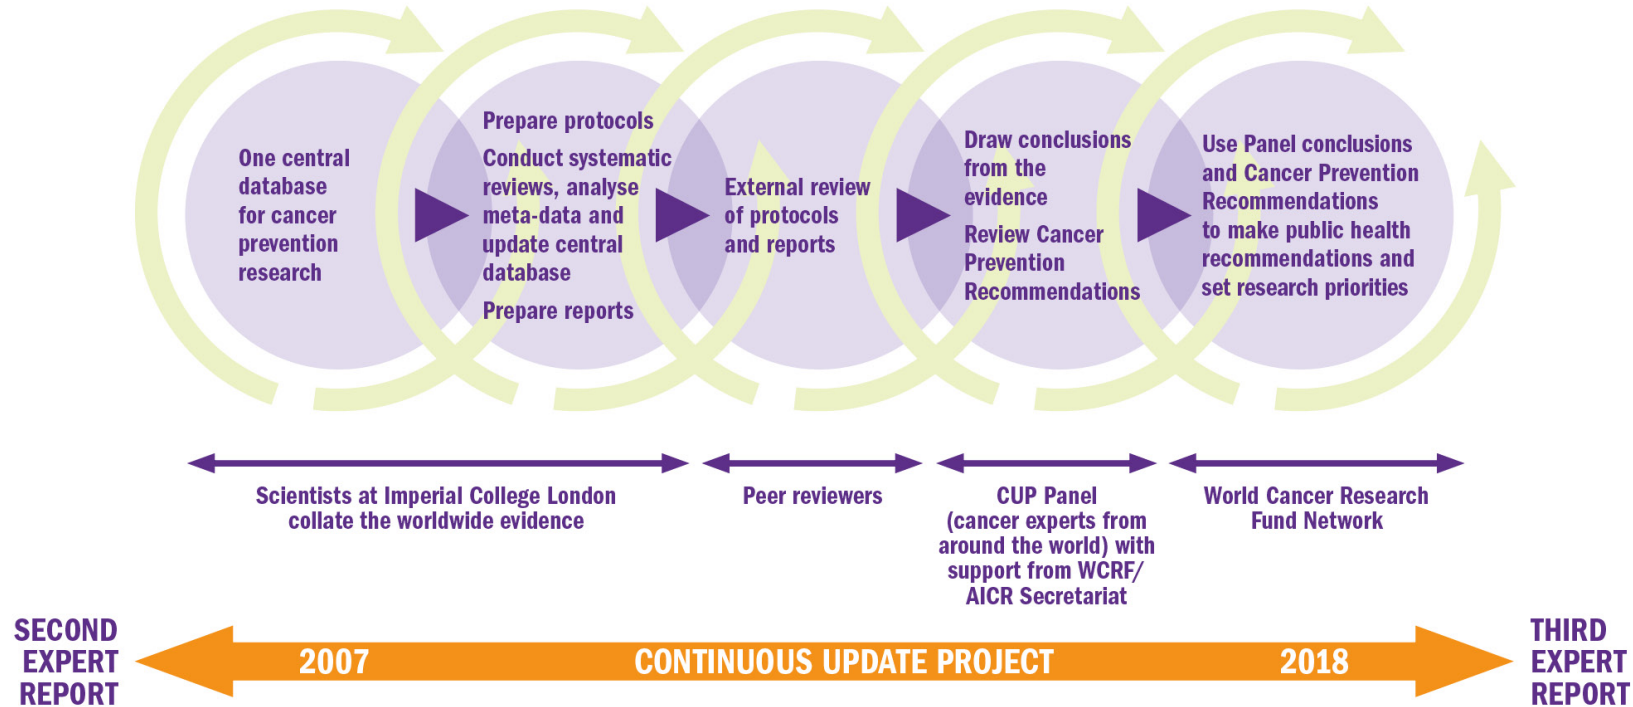 One central
database
for cancer
prevention
research
Prepare protocols
Conduct systematic
reviews, analyse
meta-data and
update central
database
Prepare reports
External review
of protocols
and reports
Draw conclusions
from the
evidence
Review Cancer
Prevention
Recommendations
Use Panel conclusions
and Cancer Prevention
Recommendations
to make public health
recommendations and
set research priorities
Scientists at Imperial College London
collate the worldwide evidence
Peer reviewers
CUP Panel
(cancer experts from
around the world) with
support from WCRF/
AICR Secretariat
World Cancer Research
Fund Network
SECOND
EXPERT
REPORT
2007
CONTINUOUS UPDATE PROJECT
2018
THIRD
EXPERT
REPORT